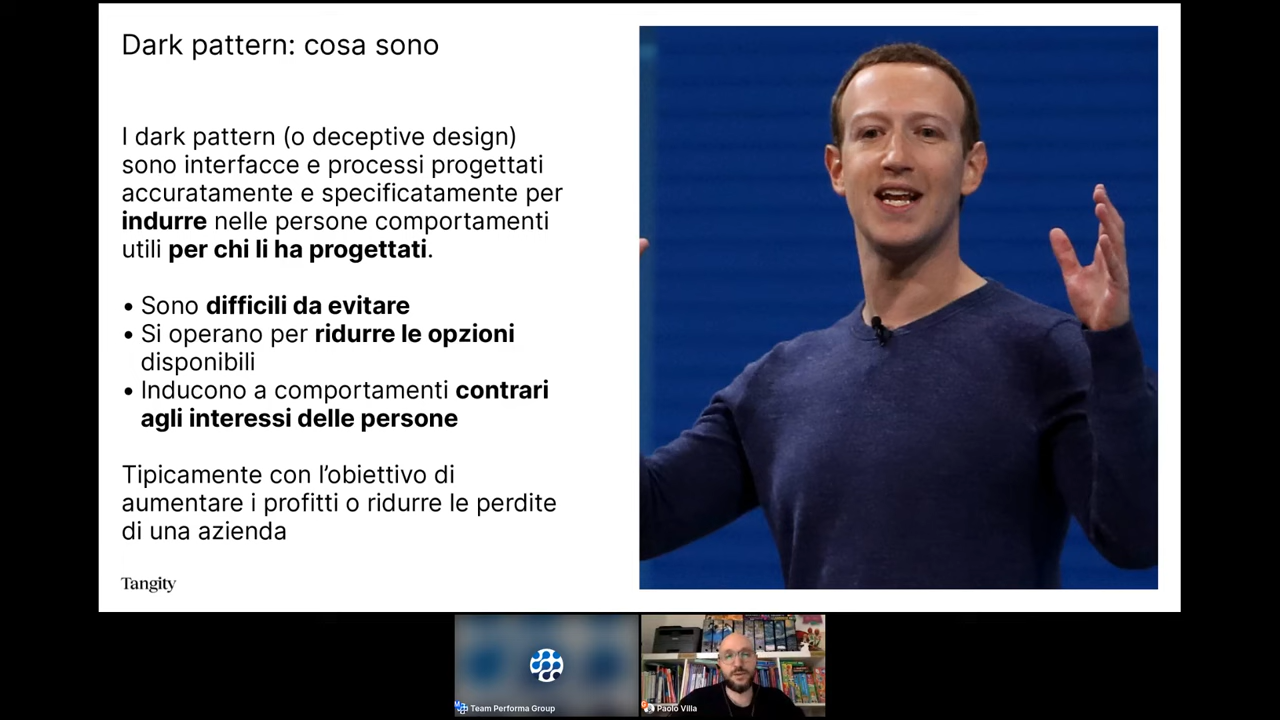 Dark pattern: cosa sono
I dark pattern (o deceptive design)
sono interfacce e processi progettati
accuratamente e specificatamente per
indurre nelle persone comportamenti
utili per chi li ha progettati.
• Sono difficili da evitare
• Si operano per ridurre le opzioni
disponibili
• Inducono a comportamenti contrari
agli interessi delle persone
Tipicamente con l’obiettivo di
aumentare i profitti o ridurre le perdite
di una azienda
Tangity
Team Performa Group
Paolo Villa